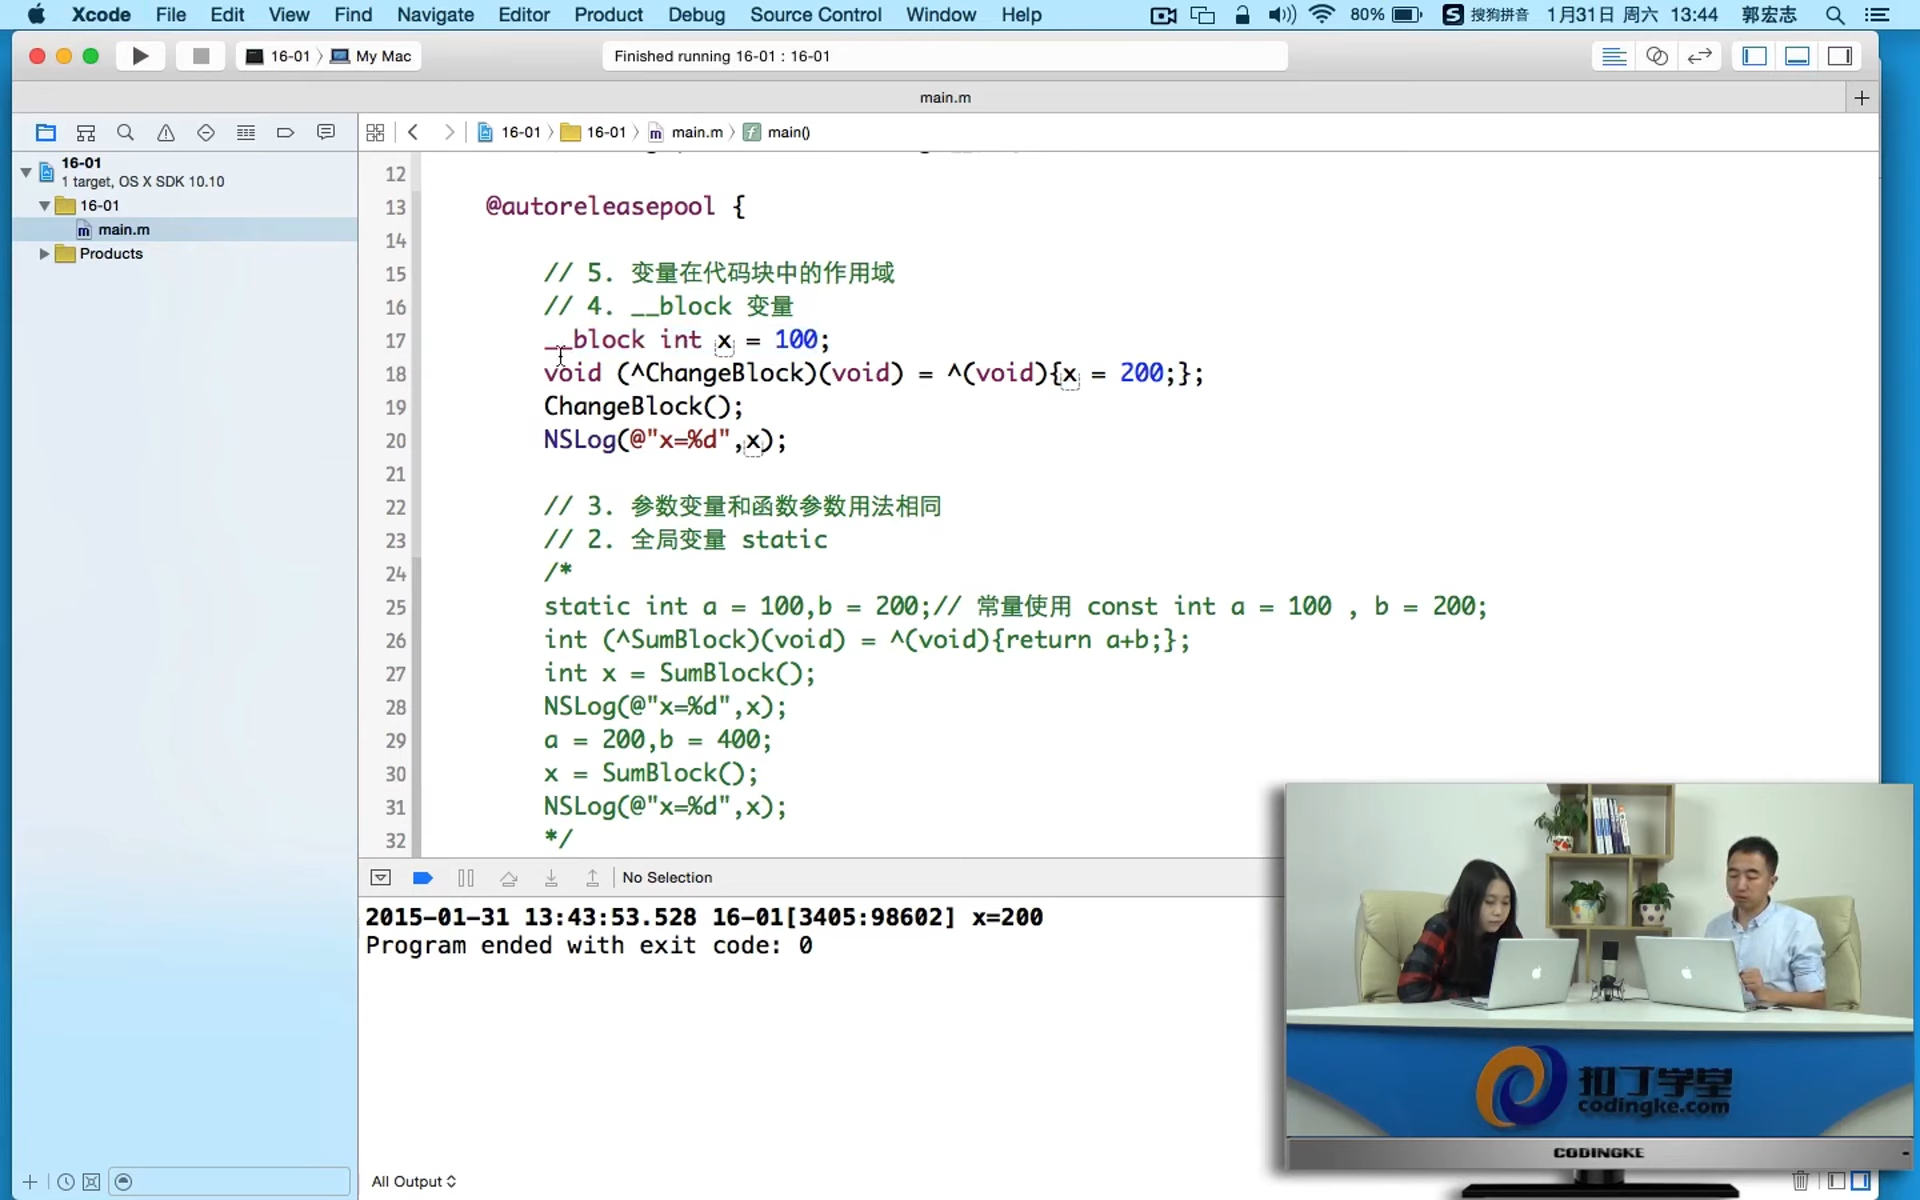 Xcode File Edit View Find Navigate Editor Product Debug Source Control Window Help 80% S 搜狗拼音 1月31日 周六 13:44 郭宏志
16-01 My Mac Finished running 16-01 : 16-01
main.m
16-01 16-01 main.m main()
16-01
1 target, OS X SDK 10.10
16-01
main.m
Products
12
13 @autoreleasepool {
14
15 // 5. 变量在代码块中的作用域
16 // 4. __block 变量
17 __block int x = 100;
18 void (^ChangeBlock)(void) = ^(void){x = 200;};
19 ChangeBlock();
20 NSLog(@"x=%d",x);
21
22 // 3. 参数变量和函数参数用法相同
23 // 2. 全局变量 static
24 /*
25 static int a = 100,b = 200;// 常量使用 const int a = 100 , b = 200;
26 int (^SumBlock)(void) = ^(void){return a+b;};
27 int x = SumBlock();
28 NSLog(@"x=%d",x);
29 a = 200,b = 400;
30 x = SumBlock();
31 NSLog(@"x=%d",x);
32 */
No Selection
2015-01-31 13:43:53.528 16-01[3405:98602] x=200
Program ended with exit code: 0
扣丁学堂
codingke.com
CODINGKE
All Output